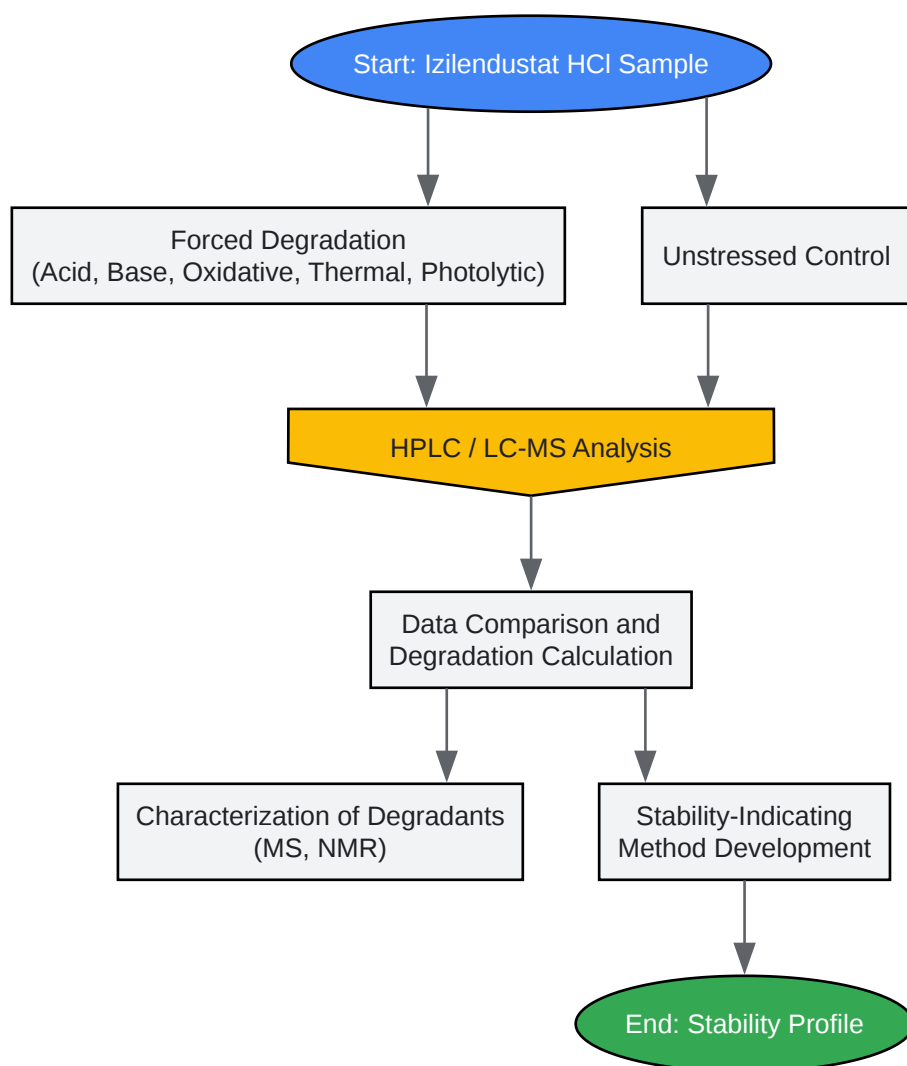 Start: Izilendustat HCl Sample
Forced Degradation
(Acid, Base, Oxidative, Thermal, Photolytic)
Unstressed Control
HPLC / LC-MS Analysis
Data Comparison and
Degradation Calculation
Characterization of Degradants
(MS, NMR)
Stability-Indicating
Method Development
End: Stability Profile